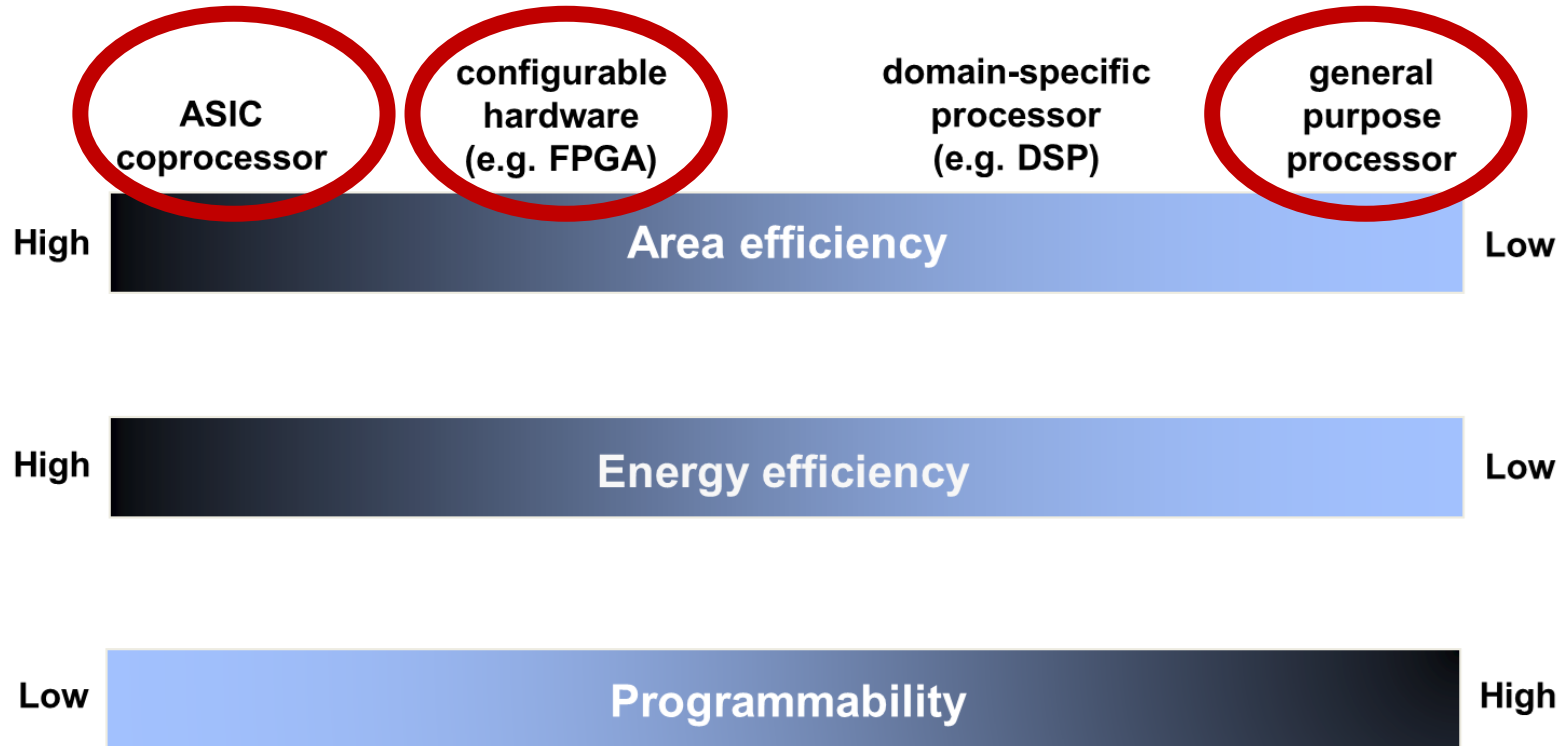 ASIC
coprocessor
configurable
hardware
(e.g. FPGA)
domain-specific
processor
(e.g. DSP)
general
purpose
processor
High
Area efficiency
Low
High
Energy efficiency
Low
Low
Programmability
High